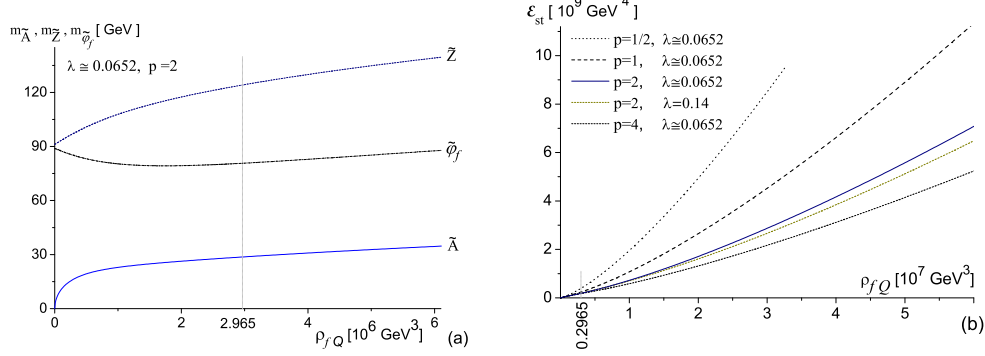 m_Ã , m_Z̃, m_φ̃_f [ GeV ]
λ ≅ 0.0652, p =2
120
90
60
30
0
Z̃
φ̃_f
Ã
0
2
2.965
4
6
ρ_f Q [10^6 GeV^3]
(a)
ε_st [ 10^9 GeV^4 ]
10
8
6
4
2
0
p=1/2, λ≅0.0652
p=1, λ≅0.0652
p=2, λ≅0.0652
p=2, λ=0.14
p=4, λ≅0.0652
ρ_f Q [10^7 GeV^3]
0.2965
1
2
3
4
5
(b)